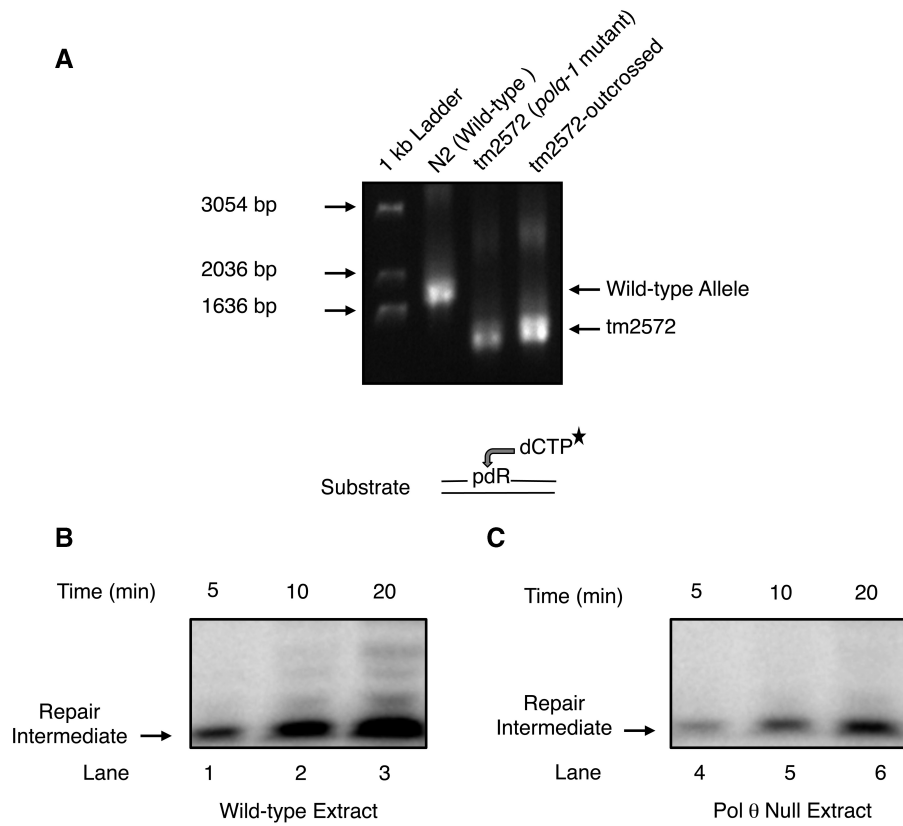 A
1 kb Ladder
N2 (Wild-type )
tm2572 (polq-1 mutant)
tm2572-outcrossed
3054 bp
2036 bp
1636 bp
Wild-type Allele
tm2572
dCTP★
pdR
Substrate
B
Time (min) 5 10 20
Repair
Intermediate
Lane 1 2 3
Wild-type Extract
C
Time (min) 5 10 20
Repair
Intermediate
Lane 4 5 6
Pol θ Null Extract